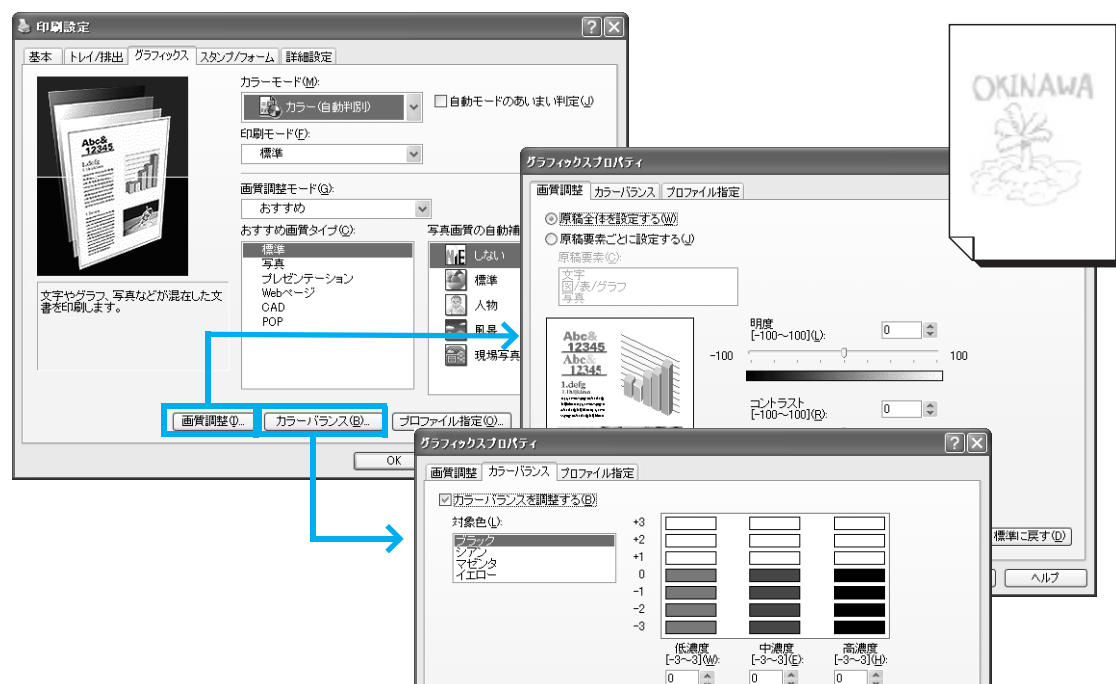 印刷設定
基本 トレイ/排出 グラフィックス スタンプ/フォーム 詳細設定
カラーモード(M):
カラー(自動判別)
自動モードのあいまい判定(J)
印刷モード(F):
標準
画質調整モード(G):
おすすめ
おすすめ画質タイプ(C):
標準
写真
プレゼンテーション
Webページ
CAD
POP
写真画質の自動補
しない
標準
人物
風景
現場写真
Abc&
12345
1.defg
文字やグラフ、写真などが混在した文
書を印刷します。
画質調整(I)... カラーバランス(B)... プロファイル指定(O)...
OK
OKINAWA
グラフィックスプロパティ
画質調整 カラーバランス プロファイル指定
原稿全体を設定する(W)
原稿要素ごとに設定する(J)
原稿要素(C):
文字
図/表/グラフ
写真
Abc&
12345
Abc&
12345
1.defg
明度
[-100～100](L):
0
-100
100
コントラスト
[-100～100](R):
0
標準に戻す(D)
ヘルプ
グラフィックスプロパティ
画質調整 カラーバランス プロファイル指定
カラーバランスを調整する(B)
対象色(L):
ブラック
シアン
マゼンタ
イエロー
+3
+2
+1
0
-1
-2
-3
低濃度
[-3～3](W):
中濃度
[-3～3](E):
高濃度
[-3～3](H):
0 0 0